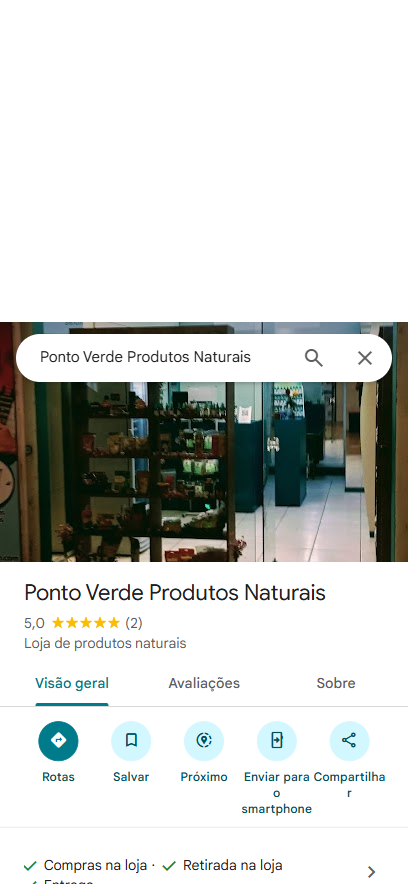 Ponto Verde Produtos Naturais
Ponto Verde Produtos Naturais
5,0 (2)
Loja de produtos naturais
Visão geral Avaliações Sobre
Rotas Salvar Próximo Enviar para o smartphone Compartilhar
Compras na loja · Retirada na loja
Entrega